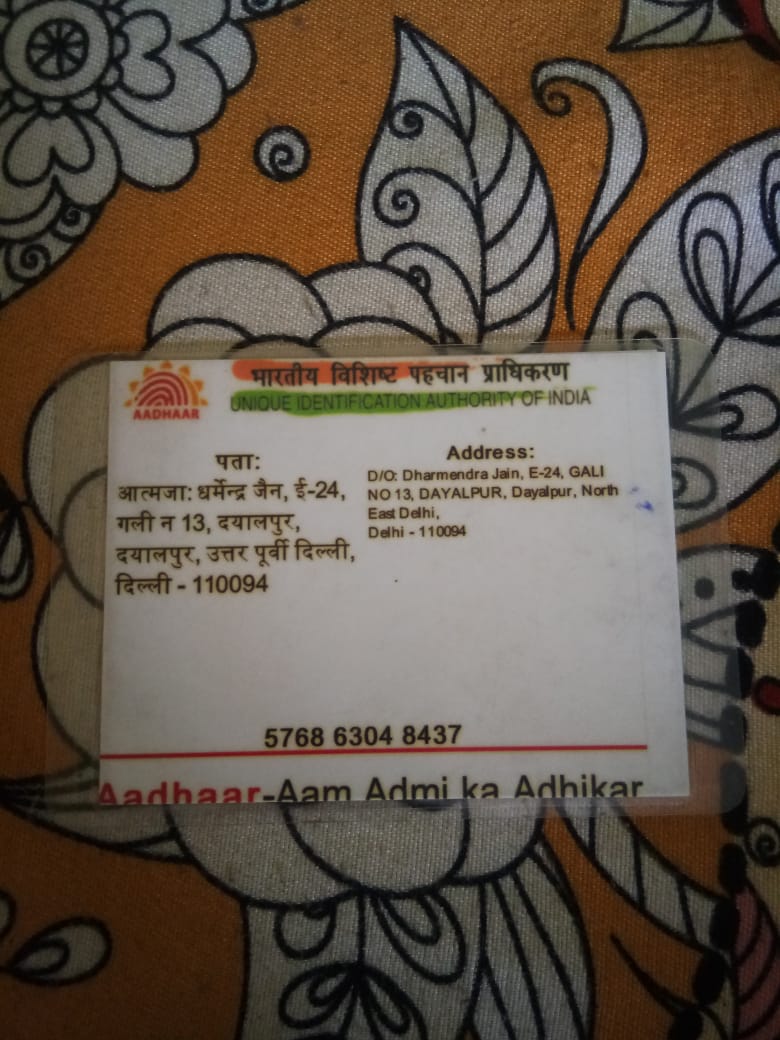 भारतीय विशिष्ट पहचान प्राधिकरण
UNIQUE IDENTIFICATION AUTHORITY OF INDIA
AADHAAR
पता:
आत्मजा: धर्मेन्द्र जैन, ई-24,
गली न 13, दयालपुर,
दयालपुर, उत्तर पूर्वी दिल्ली,
दिल्ली - 110094
Address:
D/O: Dharmendra Jain, E-24, GALI
NO 13, DAYALPUR, Dayalpur, North
East Delhi,
Delhi - 110094
5768 6304 8437
Aadhaar-Aam Admi ka Adhikar